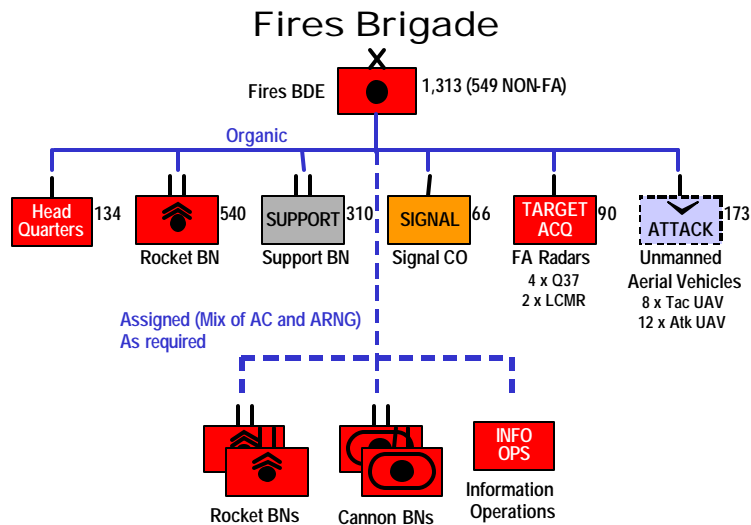 Fires Brigade
Fires BDE
1,313 (549 NON-FA)
Organic
Head
Quarters
134
540
SUPPORT
310
SIGNAL
66
TARGET
ACQ
90
ATTACK
173
Rocket BN
Support BN
Signal CO
FA Radars
4 x Q37
2 x LCMR
Unmanned
Aerial Vehicles
8 x Tac UAV
12 x Atk UAV
Assigned (Mix of AC and ARNG)
As required
INFO
OPS
Rocket BNs
Cannon BNs
Information
Operations